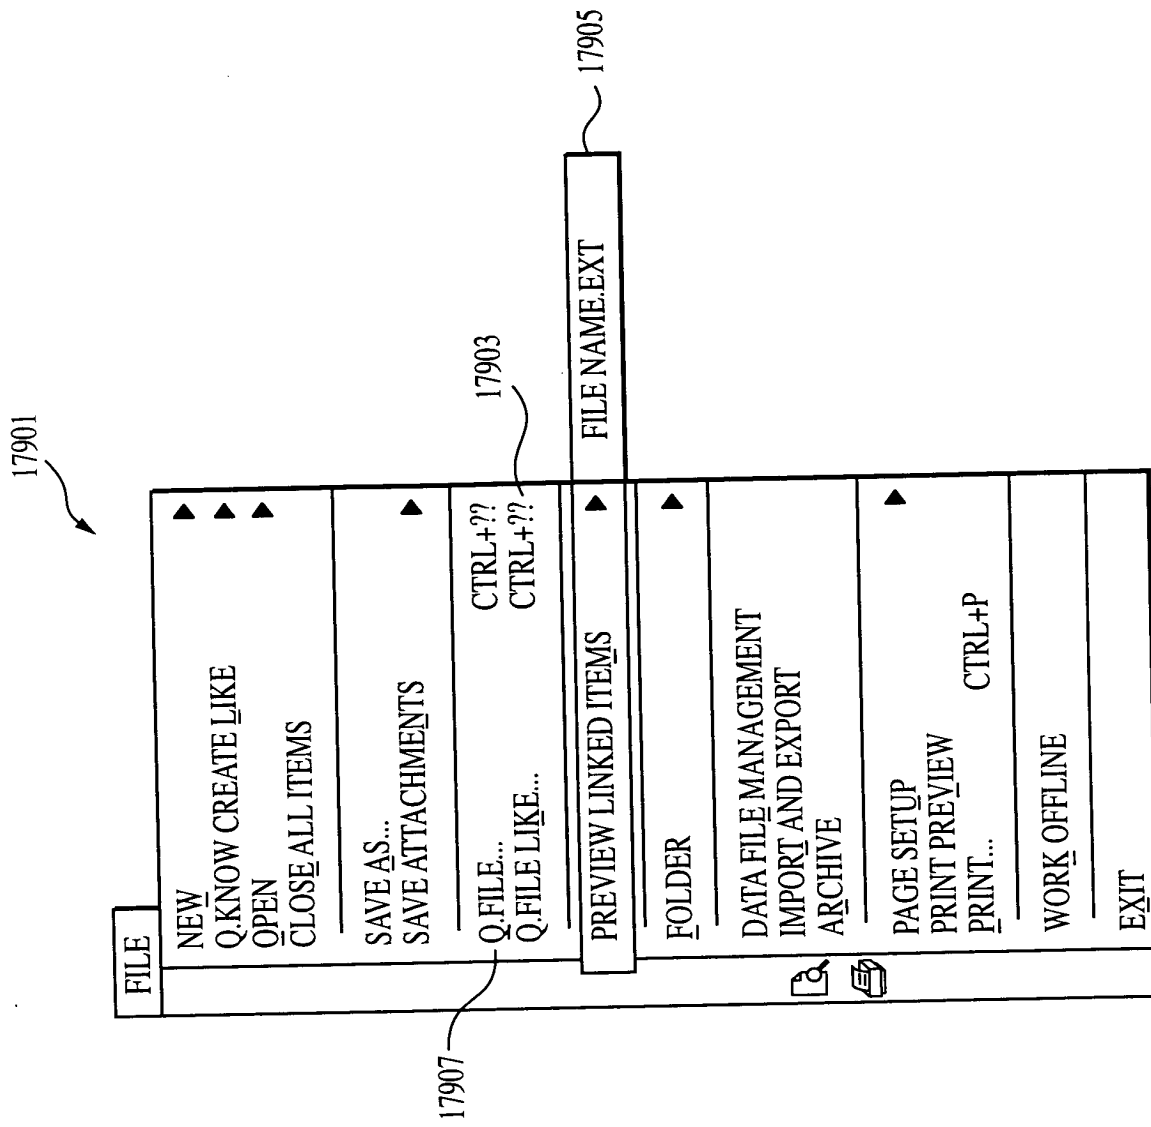 17901
FILE
NEW
Q.KNOW CREATE LIKE
OPEN
CLOSE ALL ITEMS
SAVE AS...
SAVE ATTACHMENTS
Q.FILE... CTRL+??
Q.FILE LIKE... CTRL+??
17903
17907
PREVIEW LINKED ITEMS
FILE NAME.EXT
17905
FOLDER
DATA FILE MANAGEMENT
IMPORT AND EXPORT
ARCHIVE
PAGE SETUP
PRINT PREVIEW
PRINT... CTRL+P
WORK OFFLINE
EXIT